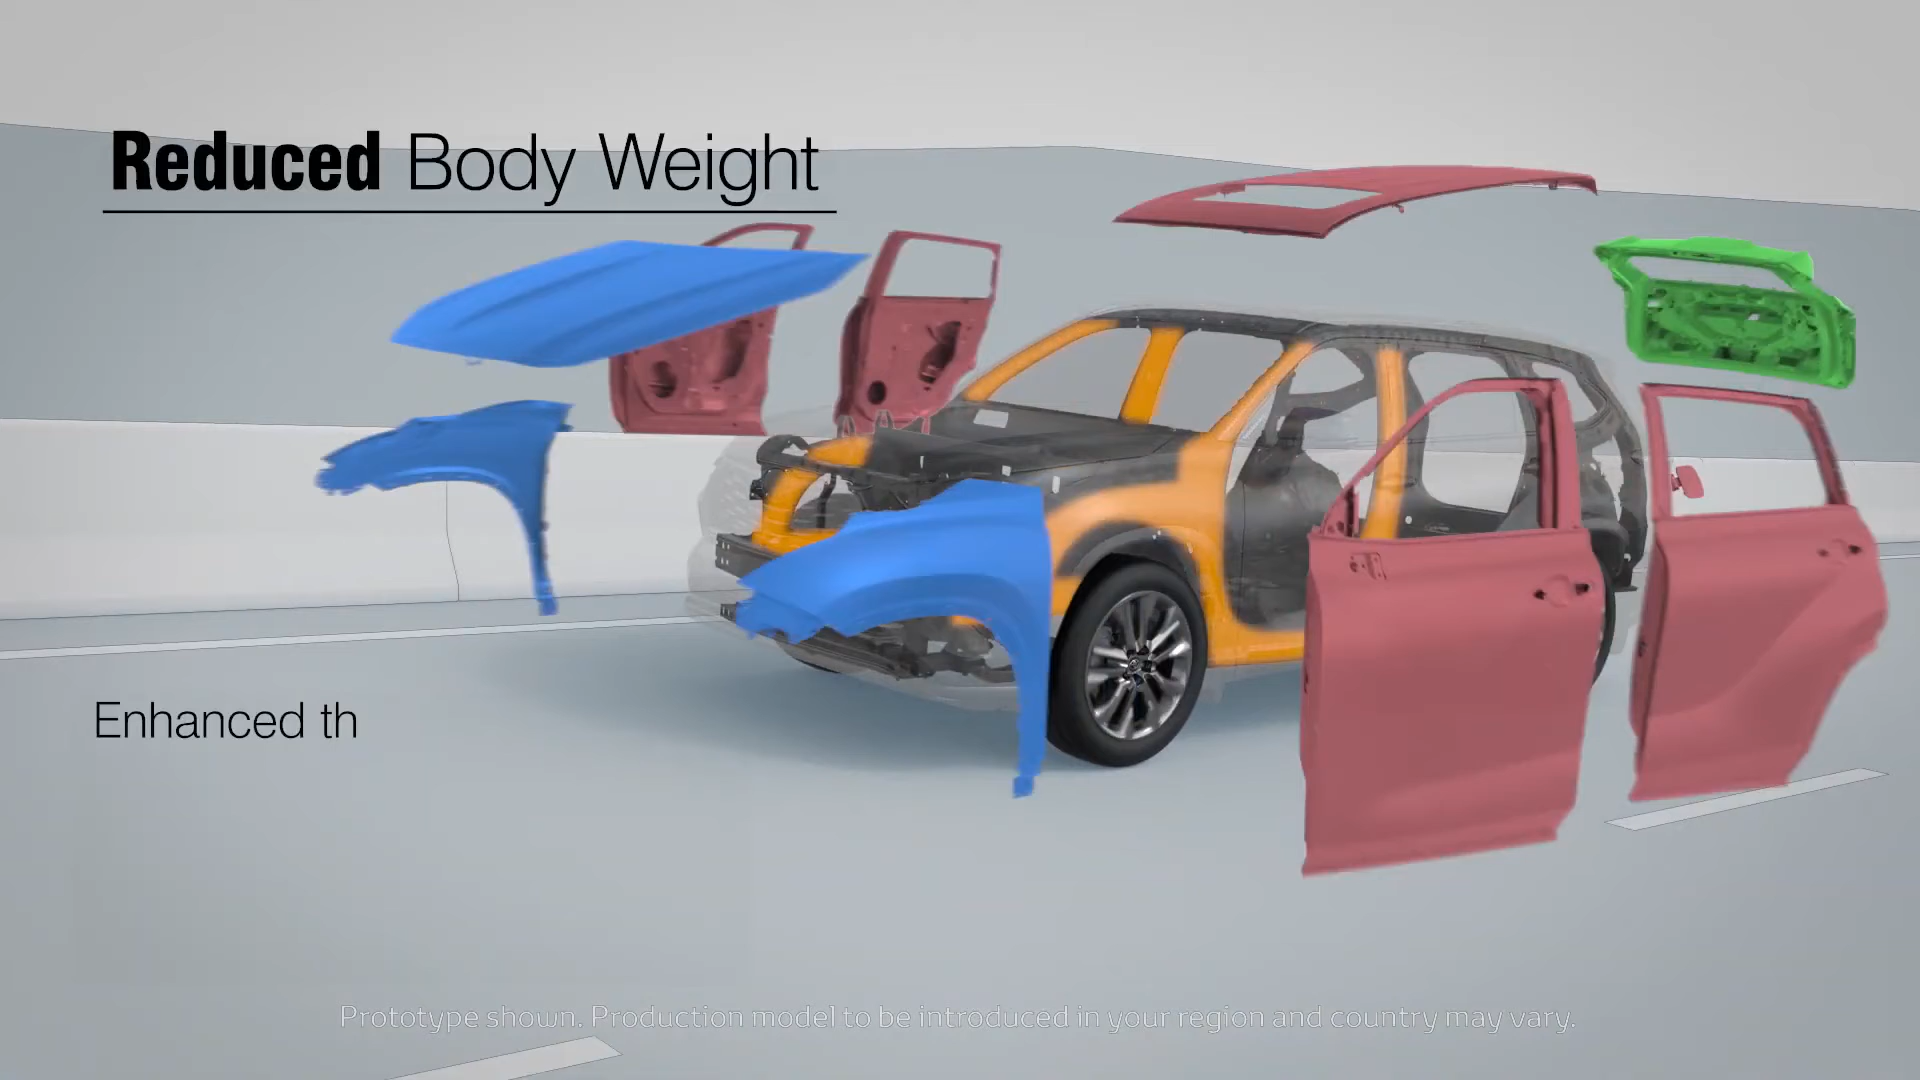 Reduced Body Weight
Enhanced th
Prototype shown. Production model to be introduced in your region and country may vary.